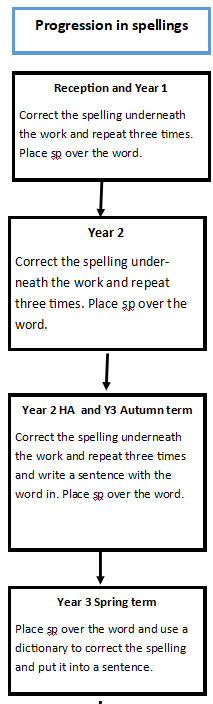 Progression in spellings
Reception and Year 1
Correct the spelling underneath
the work and repeat three times.
Place sp over the word.
Year 2
Correct the spelling under-
neath the work and repeat
three times. Place sp over the
word.
Year 2 HA  and Y3 Autumn term
Correct the spelling underneath
the work and repeat three times
and write a sentence with the
word in. Place sp over the word.
Year 3 Spring term
Place sp over the word and use a
dictionary to correct the spelling
and put it into a sentence.